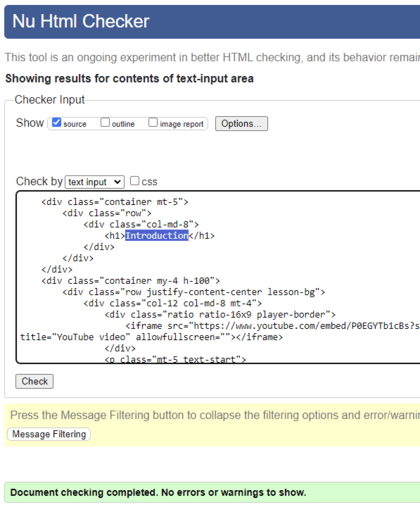 Nu Html Checker
This tool is an ongoing experiment in better HTML checking, and its behavior remai
Showing results for contents of text-input area
Checker Input
Show source outline image report Options...
Check by text input css
<div class="container mt-5">
<div class="row">
<div class="col-md-8">
<h1>Introduction</h1>
</div>
</div>
</div>
<div class="container my-4 h-100">
<div class="row justify-content-center lesson-bg">
<div class="col-12 col-md-8 mt-4">
<div class="ratio ratio-16x9 player-border">
<iframe src="https://www.youtube.com/embed/P0EGYTb1cBs?s
title="YouTube video" allowfullscreen=""></iframe>
</div>
<p class="mt-5 text-start">
Check
Press the Message Filtering button to collapse the filtering options and error/warnin
Message Filtering
Document checking completed. No errors or warnings to show.